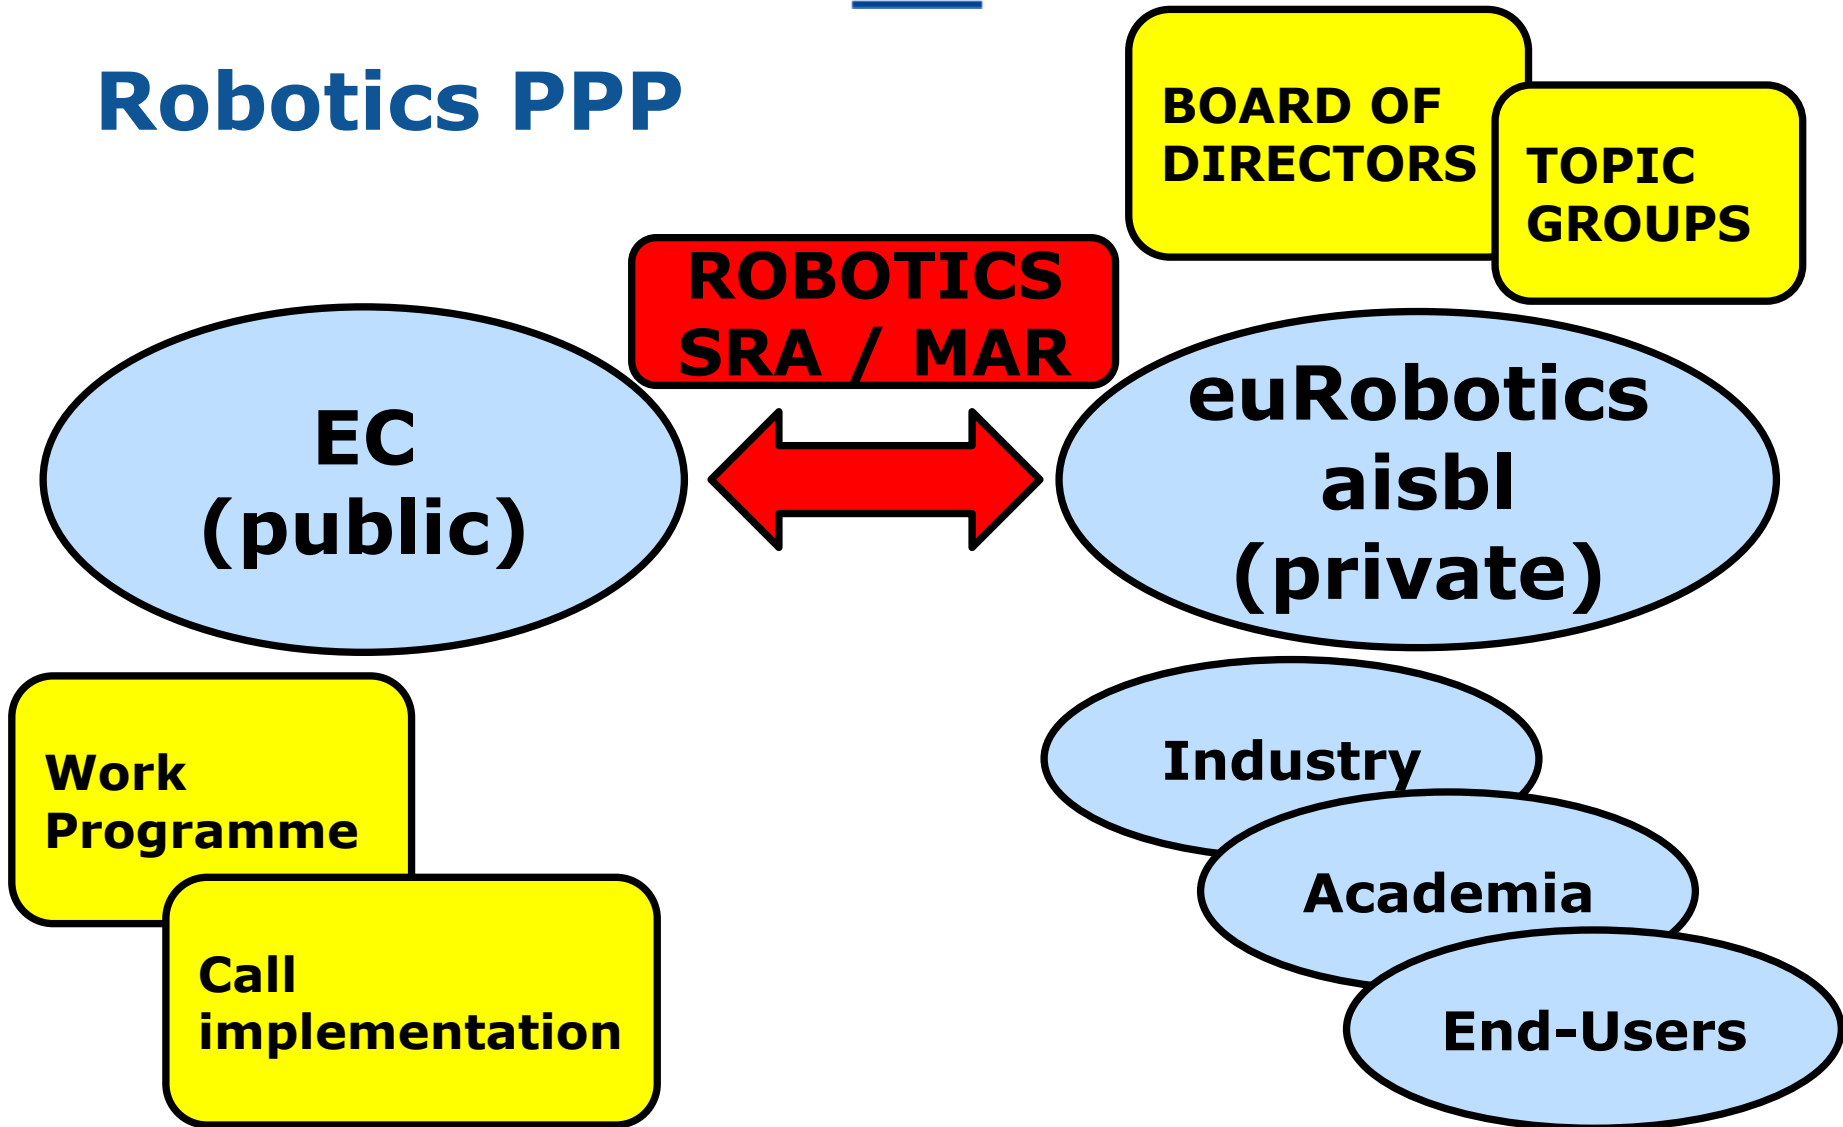 Robotics PPP
BOARD OF
DIRECTORS
TOPIC
GROUPS
ROBOTICS
SRA / MAR
EC
(public)
euRobotics
aisbl
(private)
Work
Programme
Call
implementation
Industry
Academia
End-Users